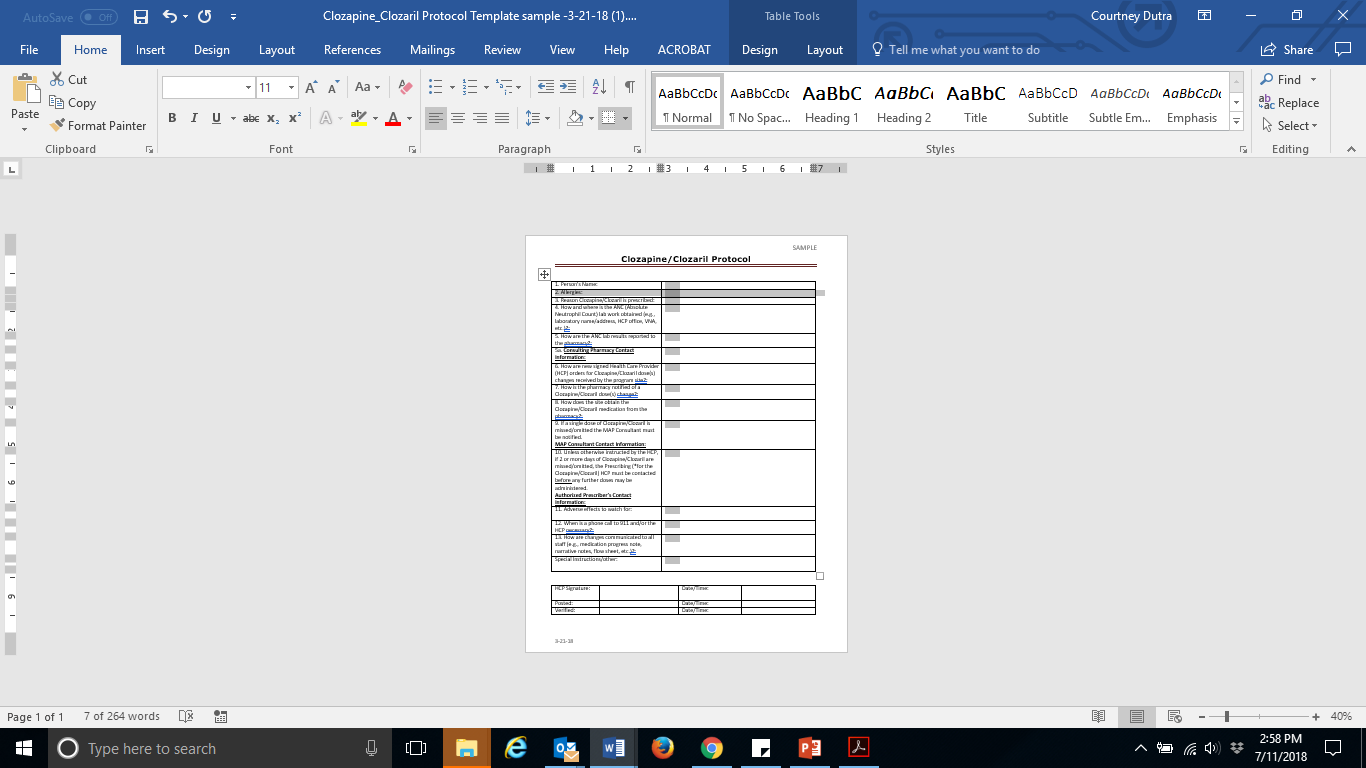 AutoSave Off
Clozapine_Clozaril Protocol Template sample -3-21-18 (1)....
Table Tools
Courtney Dutra
File Home Insert Design Layout References Mailings Review View Help ACROBAT Design Layout Tell me what you want to do Share
Paste
Cut
Copy
Format Painter
Clipboard
11
Aa
B I U abc x₂ x²
Font
Paragraph
AaBbCcDc AaBbCcDc AaBbC AaBbCc AaBbC AaBbCcD AaBbCcDc AaBbCcDc
¶ Normal ¶ No Spac... Heading 1 Heading 2 Title Subtitle Subtle Em... Emphasis
Styles
Find
Replace
Select
Editing
L
1 2 3 4 5 6 7
SAMPLE
Clozapine/Clozaril Protocol
1. Person's Name:
2. Allergies:
3. Reason Clozapine/Clozaril is prescribed:
4. How and where is the ANC (Absolute
Neutrophil Count) lab work obtained (e.g.,
laboratory name/address, HCP office, VNA,
etc.)?:
5. How are the ANC lab results reported to
the pharmacy?:
5a. Consulting Pharmacy Contact
Information:
6. How are new signed Health Care Provider
(HCP) orders for Clozapine/Clozaril dose(s)
changes received by the program site?:
7. How is the pharmacy notified of a
Clozapine/Clozaril dose(s) change?:
8. How does the site obtain the
Clozapine/Clozaril medication from the
pharmacy?:
9. If a single dose of Clozapine/Clozaril is
missed/omitted the MAP Consultant must
be notified.
MAP Consultant Contact Information:
10. Unless otherwise instructed by the HCP,
if 2 or more days of Clozapine/Clozaril are
missed/omitted, the Prescribing (*for the
Clozapine/Clozaril) HCP must be contacted
before any further doses may be
administered.
Authorized Prescriber's Contact
Information:
11. Adverse effects to watch for:
12. When is a phone call to 911 and/or the
HCP necessary?:
13. How are changes communicated to all
staff (e.g., medication progress note,
narrative notes, flow sheet, etc.)?:
Special Instructions/other:
HCP Signature: Date/Time:
Posted: Date/Time:
Verified: Date/Time:
3-21-18
Page 1 of 1 7 of 264 words 40%
Type here to search
2:58 PM
7/11/2018